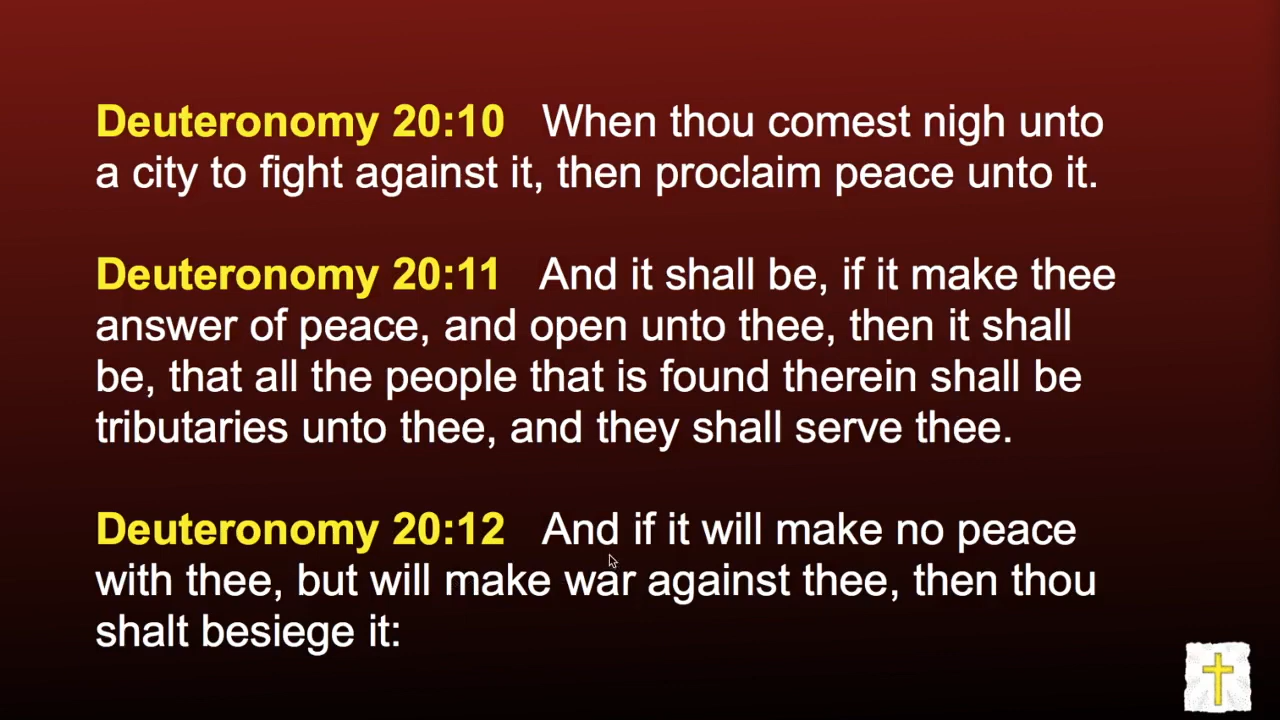 Deuteronomy 20:10 When thou comest nigh unto
a city to fight against it, then proclaim peace unto it.
Deuteronomy 20:11 And it shall be, if it make thee
answer of peace, and open unto thee, then it shall
be, that all the people that is found therein shall be
tributaries unto thee, and they shall serve thee.
Deuteronomy 20:12 And if it will make no peace
with thee, but will make war against thee, then thou
shalt besiege it: